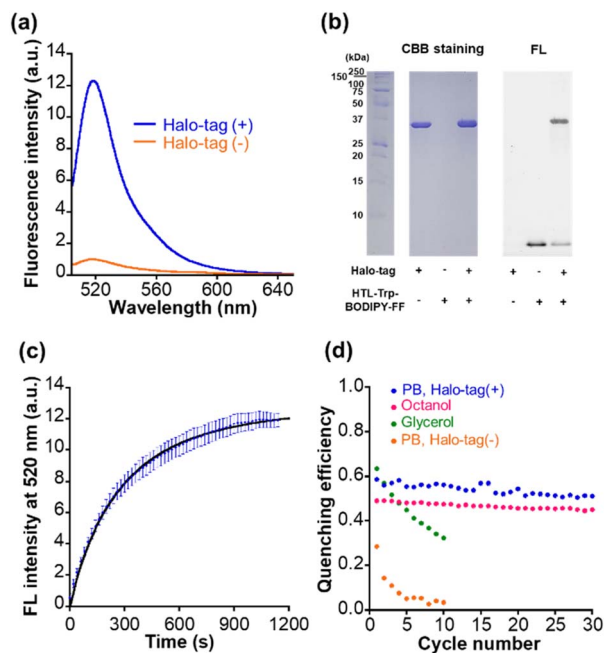 (a)
Fluorescence intensity (a.u.)
14
12
10
8
6
4
2
0
Halo-tag (+)
Halo-tag (-)
520 560 600 640
Wavelength (nm)
(b)
CBB staining FL
(kDa)
250
150
100
75
50
37
25
20
15
10
Halo-tag + - + + - +
HTL-Trp-
BODIPY-FF
- + + - + +
(c)
FL intensity at 520 nm (a.u.)
14
12
10
8
6
4
2
0
0 300 600 900 1200
Time (s)
(d)
Quenching efficiency
1.0
0.8
0.6
0.4
0.2
0.0
PB, Halo-tag(+)
Octanol
Glycerol
PB, Halo-tag(-)
0 5 10 15 20 25 30
Cycle number